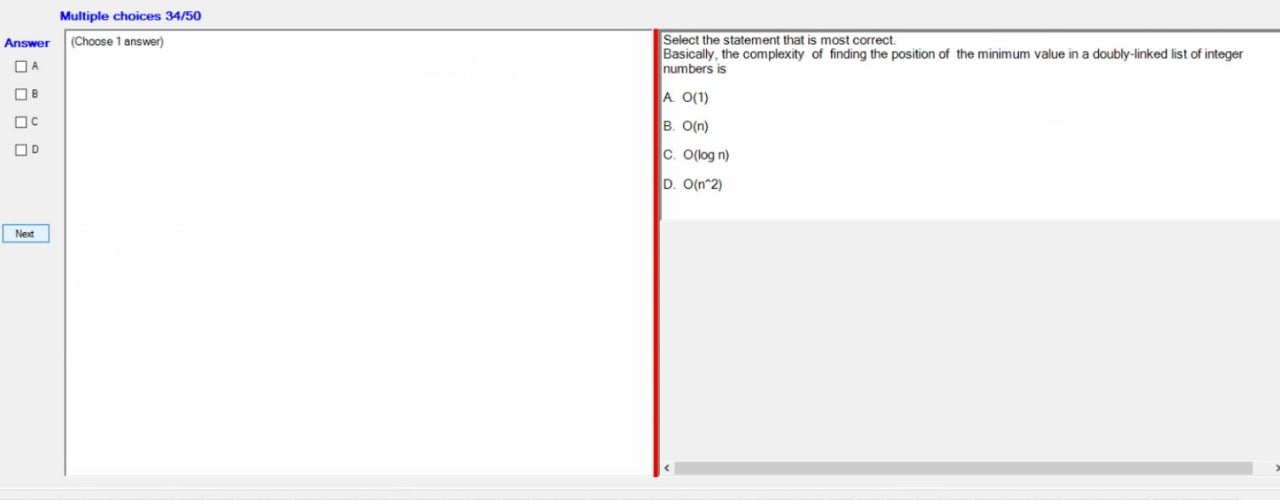 Multiple choices 34/50
Answer
A
B
C
D
Next
(Choose 1 answer)
Select the statement that is most correct.
Basically, the complexity of finding the position of the minimum value in a doubly-linked list of integer
numbers is
A. O(1)
B. O(n)
C. O(log n)
D. O(n^2)